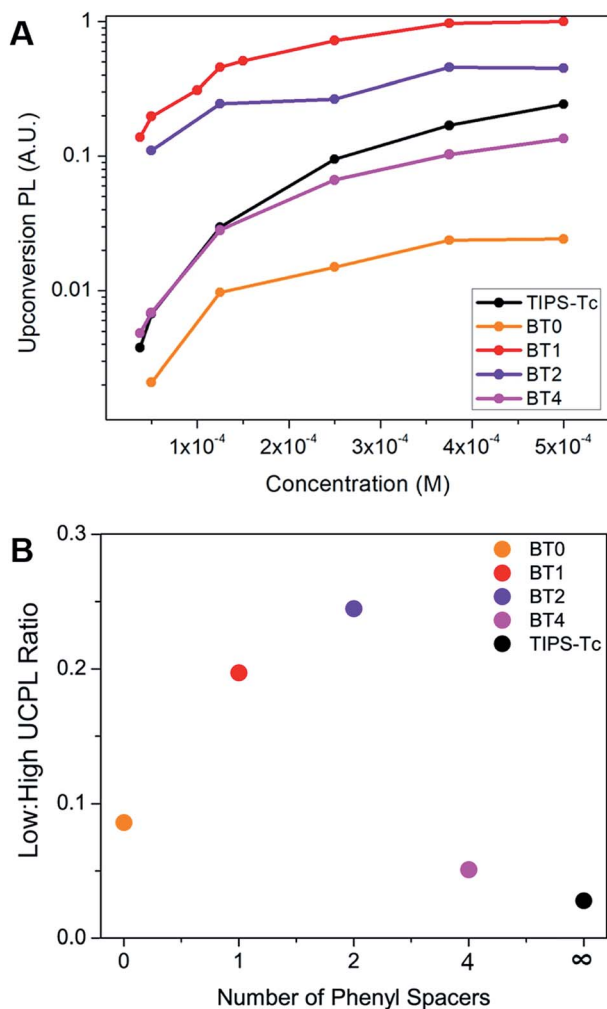 A
Upconversion PL (A.U.)
1
0.1
0.01
TIPS-Tc
BT0
BT1
BT2
BT4
1x10⁻⁴ 2x10⁻⁴ 3x10⁻⁴ 4x10⁻⁴ 5x10⁻⁴
Concentration (M)
B
Low:High UCPL Ratio
0.3
0.2
0.1
0.0
BT0
BT1
BT2
BT4
TIPS-Tc
0 1 2 4 ∞
Number of Phenyl Spacers